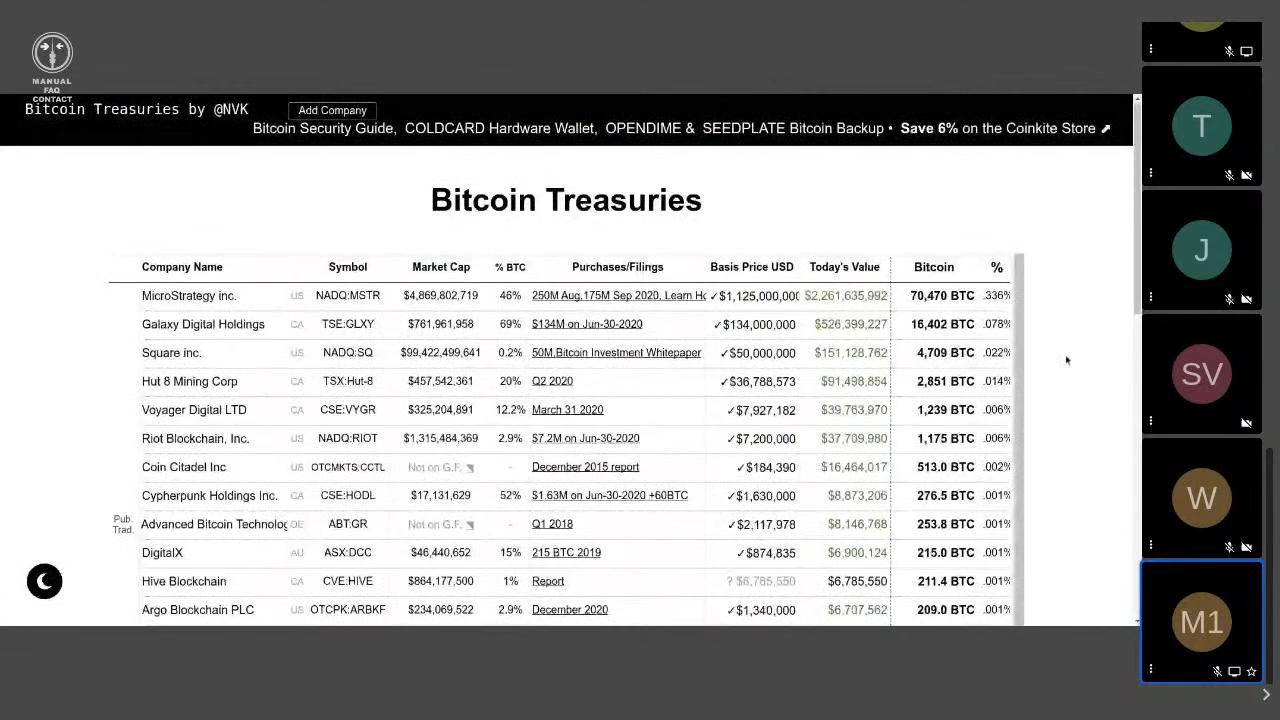 MANUAL
FAQ
CONTACT
Bitcoin Treasuries by @NVK
Add Company
Bitcoin Security Guide, COLDCARD Hardware Wallet, OPENDIME & SEEDPLATE Bitcoin Backup • Save 6% on the Coinkite Store
Bitcoin Treasuries
Company Name Symbol Market Cap % BTC Purchases/Filings Basis Price USD Today's Value Bitcoin %
MicroStrategy inc. US NADQ:MSTR $4,869,802,719 46% 250M Aug,175M Sep 2020, Learn Ho ✓$1,125,000,000 $2,261,635,992 70,470 BTC .336%
Galaxy Digital Holdings CA TSE:GLXY $761,961,958 69% $134M on Jun-30-2020 ✓$134,000,000 $526,399,227 16,402 BTC .078%
Square inc. US NADQ:SQ $99,422,499,641 0.2% 50M,Bitcoin Investment Whitepaper ✓$50,000,000 $151,128,762 4,709 BTC .022%
Hut 8 Mining Corp CA TSX:Hut-8 $457,542,361 20% Q2 2020 ✓$36,788,573 $91,498,854 2,851 BTC .014%
Voyager Digital LTD CA CSE:VYGR $325,204,891 12.2% March 31 2020 ✓$7,927,182 $39,763,970 1,239 BTC .006%
Riot Blockchain, Inc. US NADQ:RIOT $1,315,484,369 2.9% $7.2M on Jun-30-2020 ✓$7,200,000 $37,709,980 1,175 BTC .006%
Coin Citadel Inc US OTCMKTS:CCTL Not on G.F. - December 2015 report ✓$184,390 $16,464,017 513.0 BTC .002%
Cypherpunk Holdings Inc. CA CSE:HODL $17,131,629 52% $1.63M on Jun-30-2020 +60BTC ✓$1,630,000 $8,873,206 276.5 BTC .001%
Pub. Trad.
Advanced Bitcoin Technolog DE ABT:GR Not on G.F. - Q1 2018 ✓$2,117,978 $8,146,768 253.8 BTC .001%
DigitalX AU ASX:DCC $46,440,652 15% 215 BTC 2019 ✓$874,835 $6,900,124 215.0 BTC .001%
Hive Blockchain CA CVE:HIVE $864,177,500 1% Report ? $6,785,550 $6,785,550 211.4 BTC .001%
Argo Blockchain PLC US OTCPK:ARBKF $234,069,522 2.9% December 2020 ✓$1,340,000 $6,707,562 209.0 BTC .001%
T
J
SV
W
M1